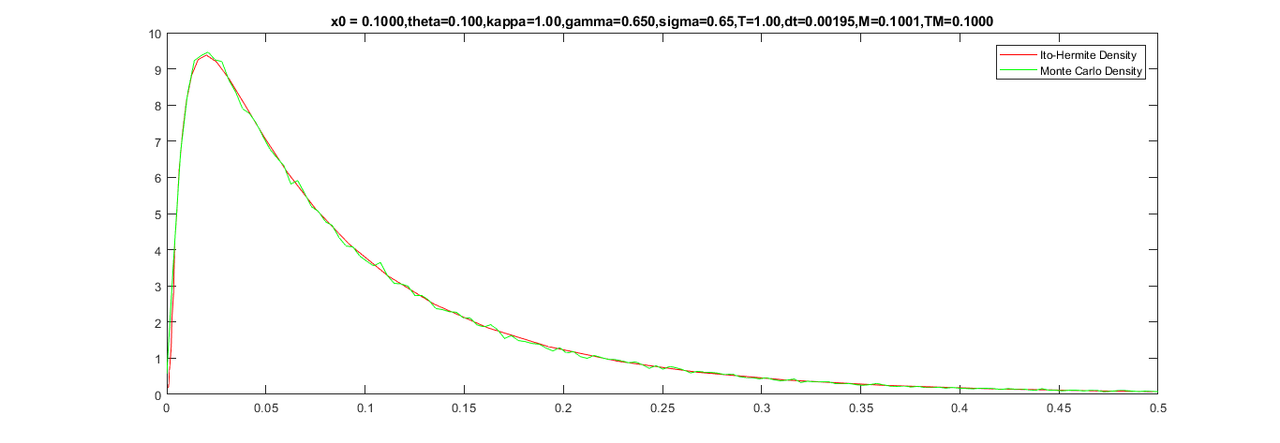 x0 = 0.1000,theta=0.100,kappa=1.00,gamma=0.650,sigma=0.65,T=1.00,dt=0.00195,M=0.1001,TM=0.1000
Ito-Hermite Density
Monte Carlo Density
10
9
8
7
6
5
4
3
2
1
0
0 0.05 0.1 0.15 0.2 0.25 0.3 0.35 0.4 0.45 0.5